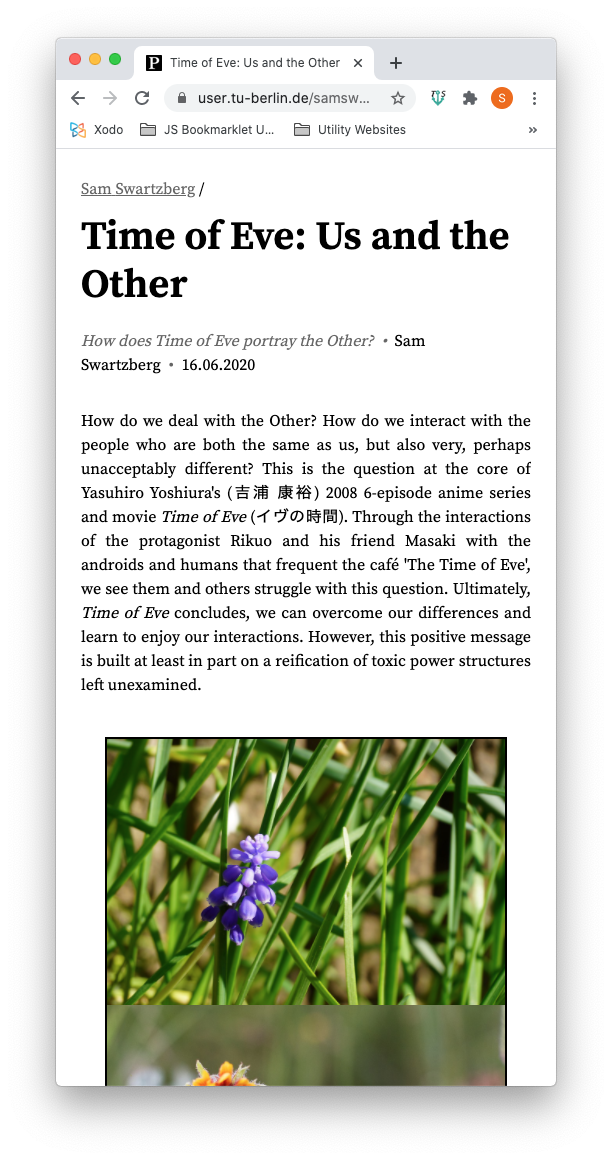 P Time of Eve: Us and the Other
user.tu-berlin.de/samsw...
TJS
S
Xodo
JS Bookmarklet U...
Utility Websites
»
Sam Swartzberg /
Time of Eve: Us and the
Other
How does Time of Eve portray the Other? • Sam
Swartzberg • 16.06.2020
How do we deal with the Other? How do we interact with the
people who are both the same as us, but also very, perhaps
unacceptably different? This is the question at the core of
Yasuhiro Yoshiura's (吉浦 康裕) 2008 6-episode anime series
and movie Time of Eve (イヴの時間). Through the interactions
of the protagonist Rikuo and his friend Masaki with the
androids and humans that frequent the café 'The Time of Eve',
we see them and others struggle with this question. Ultimately,
Time of Eve concludes, we can overcome our differences and
learn to enjoy our interactions. However, this positive message
is built at least in part on a reification of toxic power structures
left unexamined.